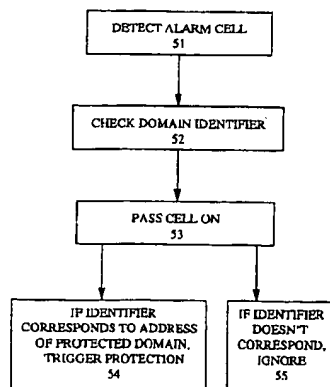 DETECT ALARM CELL
51
CHECK DOMAIN IDENTIFIER
52
PASS CELL ON
53
IF IDENTIFIER
CORRESPONDS TO ADDRESS
OF PROTECTED DOMAIN,
TRIGGER PROTECTION
54
IF IDENTIFIER
DOESN'T
CORRESPOND,
IGNORE
55